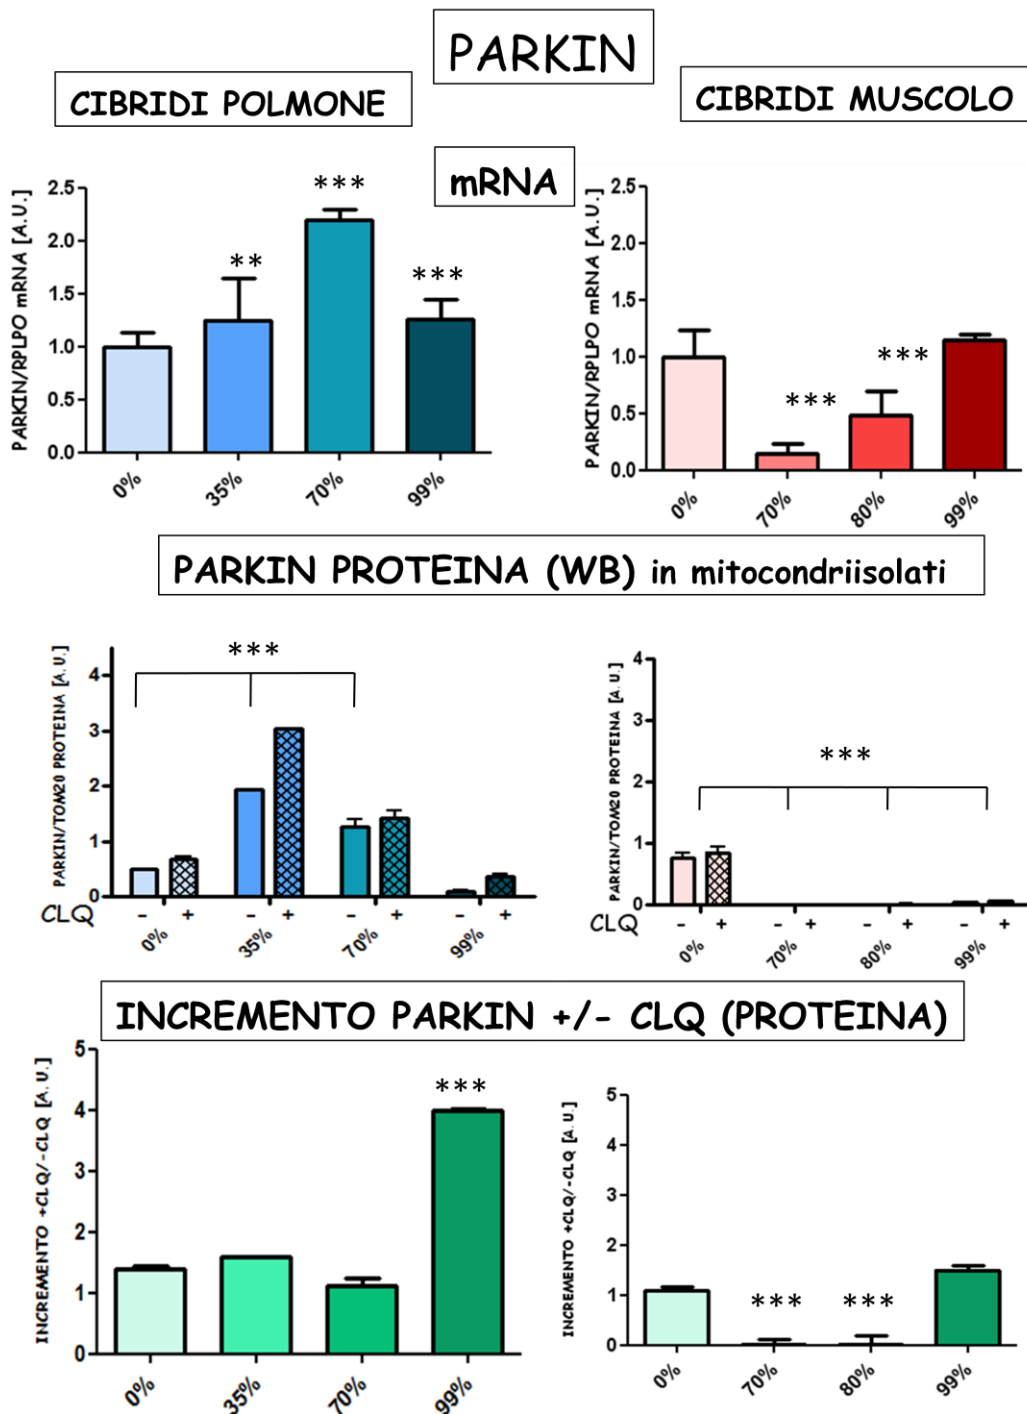 PARKIN
CIBRIDI POLMONE
CIBRIDI MUSCOLO
mRNA
PARKIN/RPLPO mRNA [A.U.]
2.5
2.0
1.5
1.0
0.5
0.0
***
**
***
0% 35% 70% 99%
PARKIN/RPLPO mRNA [A.U.]
2.5
2.0
1.5
1.0
0.5
0.0
***
***
0% 70% 80% 99%
PARKIN PROTEINA (WB) in mitocondriisolati
PARKIN/TOM20 PROTEINA [A.U.]
4
3
2
1
0
***
CLQ - + - + - + - +
0% 35% 70% 99%
PARKIN/TOM20 PROTEINA [A.U.]
4
3
2
1
0
***
CLQ - + - + - + - +
0% 70% 80% 99%
INCREMENTO PARKIN +/- CLQ (PROTEINA)
INCREMENTO +CLQ/-CLQ [A.U.]
5
4
3
2
1
0
***
0% 35% 70% 99%
INCREMENTO +CLQ/-CLQ [A.U.]
5
4
3
2
1
0
*** ***
0% 70% 80% 99%